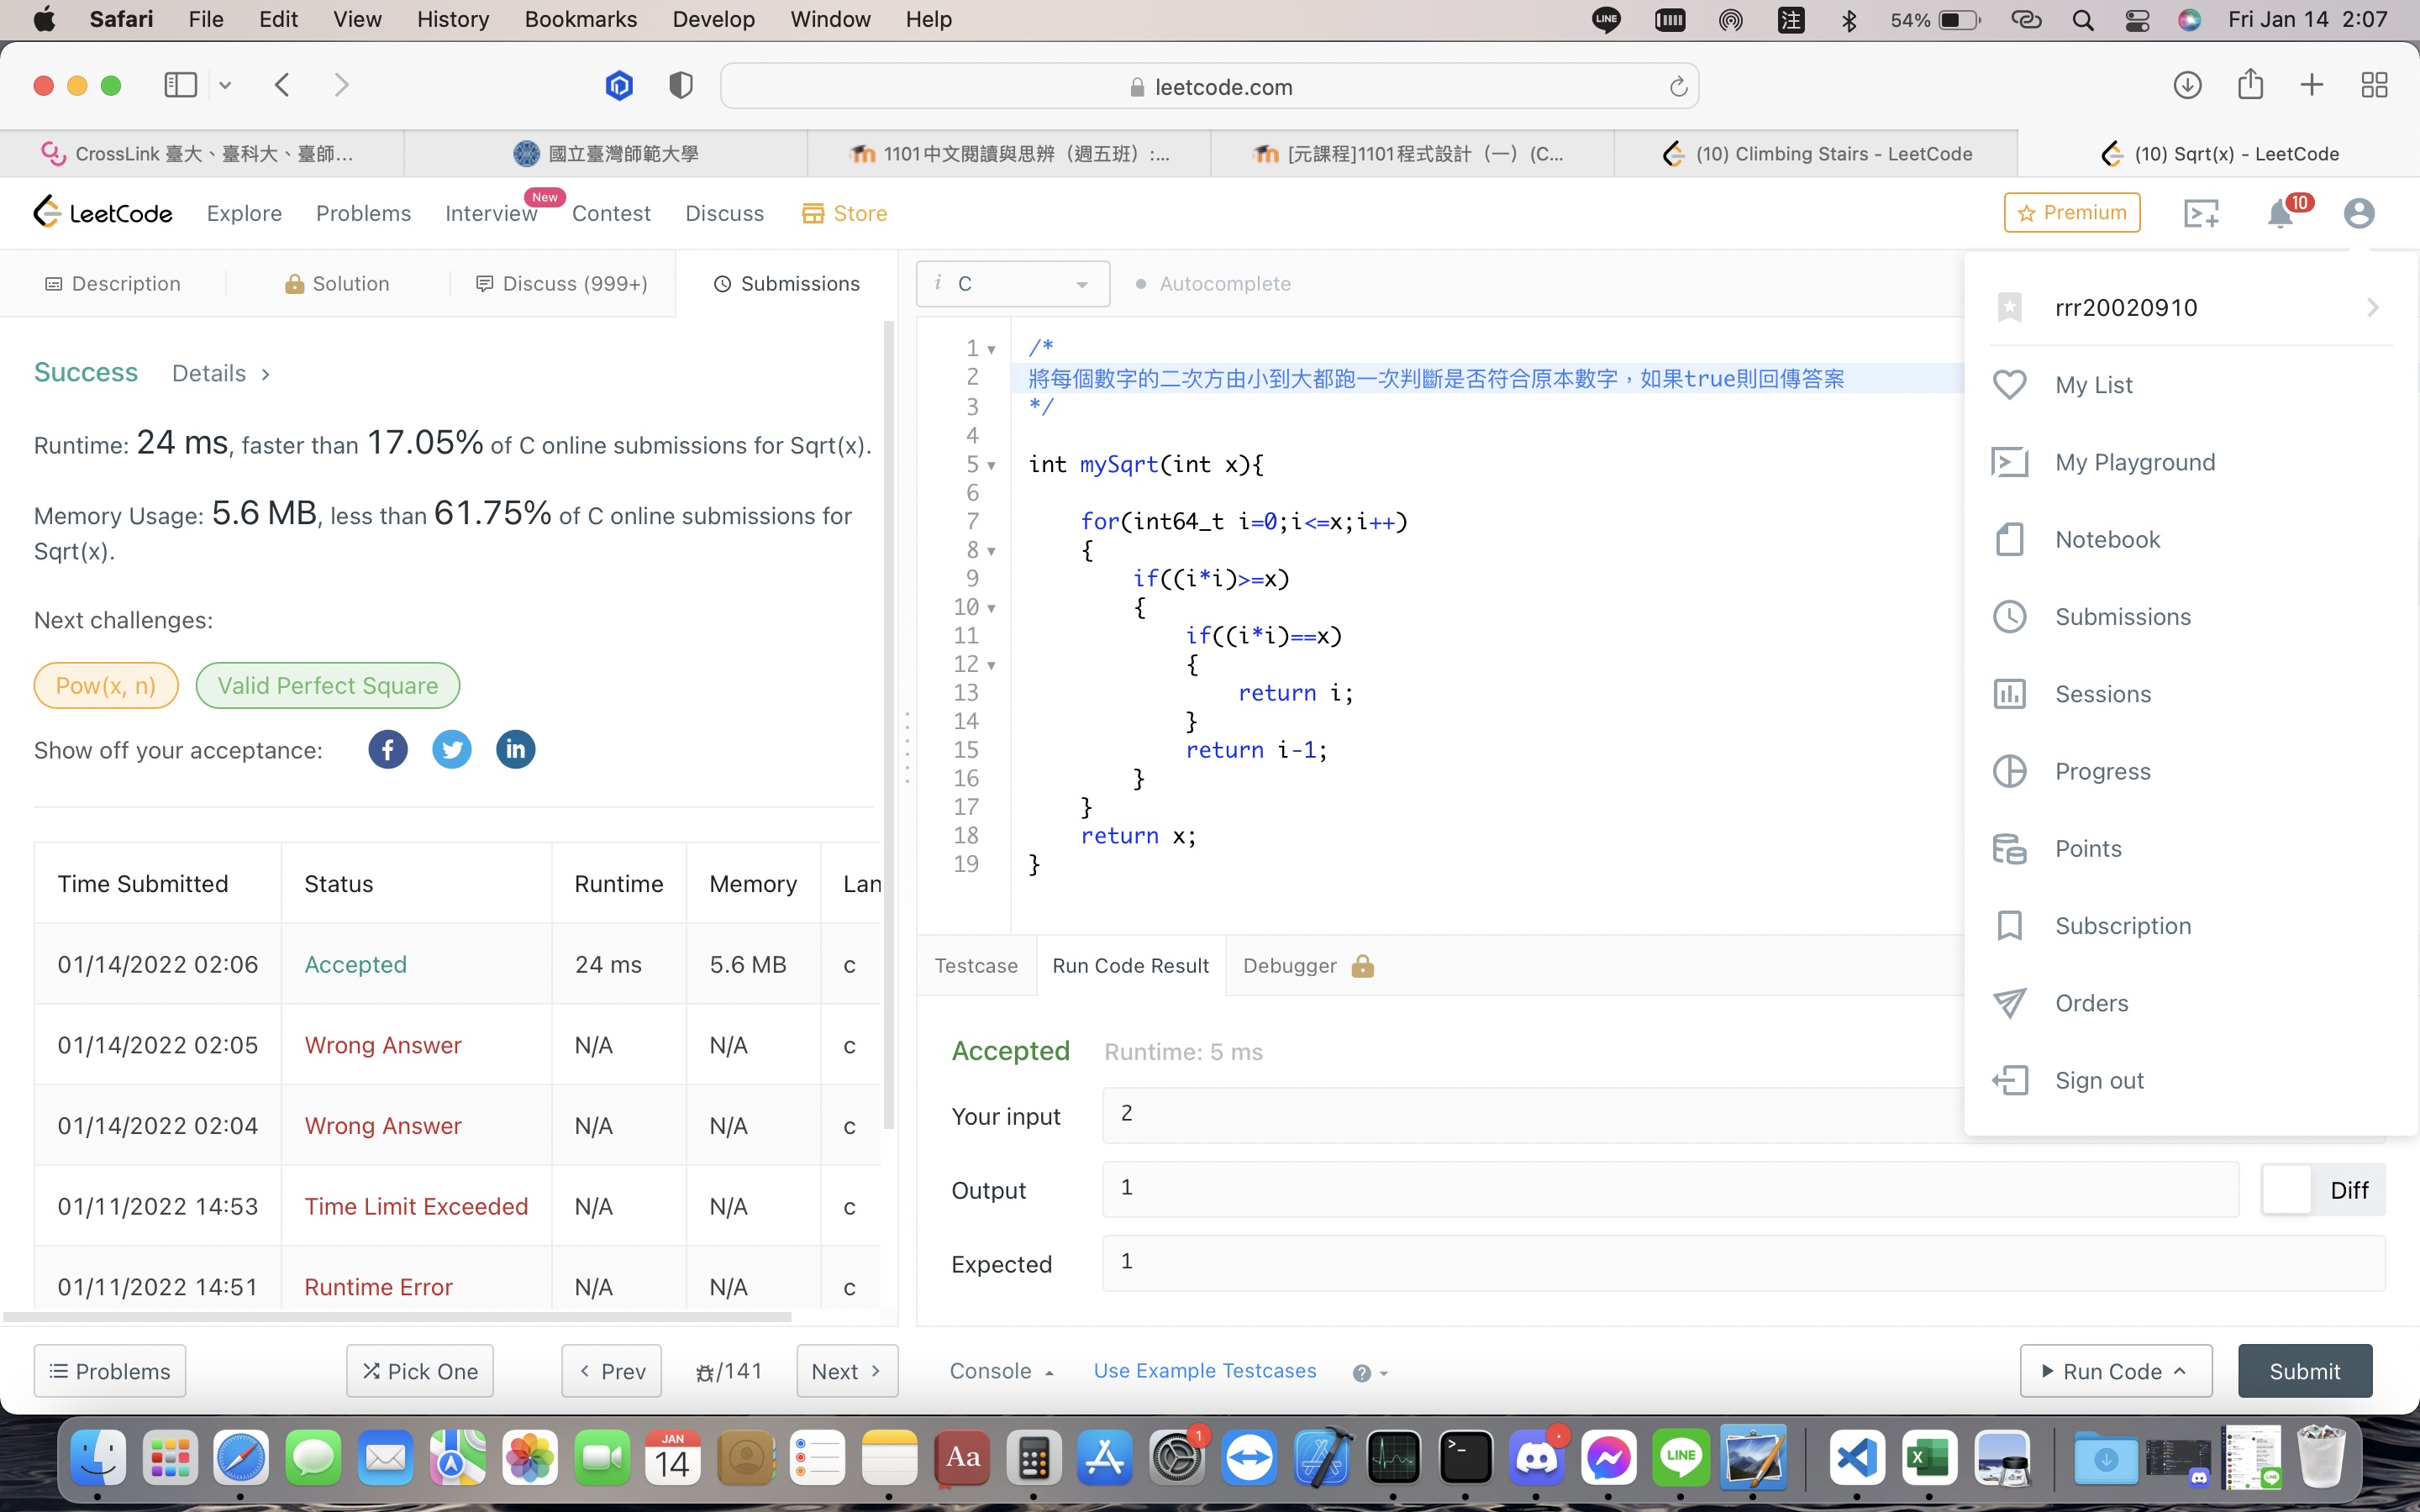 Safari File Edit View History Bookmarks Develop Window Help
LINE 注 54% Fri Jan 14 2:07
leetcode.com
CrossLink 臺大、臺科大、臺師... 國立臺灣師範大學 1101中文閱讀與思辨（週五班）:... [元課程]1101程式設計（一）(C... (10) Climbing Stairs - LeetCode (10) Sqrt(x) - LeetCode
LeetCode Explore Problems Interview New Contest Discuss Store Premium 10
Description Solution Discuss (999+) Submissions
Success Details >
Runtime: 24 ms, faster than 17.05% of C online submissions for Sqrt(x).
Memory Usage: 5.6 MB, less than 61.75% of C online submissions for
Sqrt(x).
Next challenges:
Pow(x, n) Valid Perfect Square
Show off your acceptance:
Time Submitted Status Runtime Memory Lan
01/14/2022 02:06 Accepted 24 ms 5.6 MB c
01/14/2022 02:05 Wrong Answer N/A N/A c
01/14/2022 02:04 Wrong Answer N/A N/A c
01/11/2022 14:53 Time Limit Exceeded N/A N/A c
01/11/2022 14:51 Runtime Error N/A N/A c
Problems Pick One < Prev /141 Next >
i C Autocomplete
1 /*
2 將每個數字的二次方由小到大都跑一次判斷是否符合原本數字，如果true則回傳答案
3 */
4
5 int mySqrt(int x){
6
7 for(int64_t i=0;i<=x;i++)
8 {
9 if((i*i)>=x)
10 {
11 if((i*i)==x)
12 {
13 return i;
14 }
15 return i-1;
16 }
17 }
18 return x;
19 }
Testcase Run Code Result Debugger
Accepted Runtime: 5 ms
Your input 2
Output 1 Diff
Expected 1
Console Use Example Testcases ? Run Code Submit
rrr20020910
My List
My Playground
Notebook
Submissions
Sessions
Progress
Points
Subscription
Orders
Sign out
JAN
14
Aa
1
>_
LINE
X